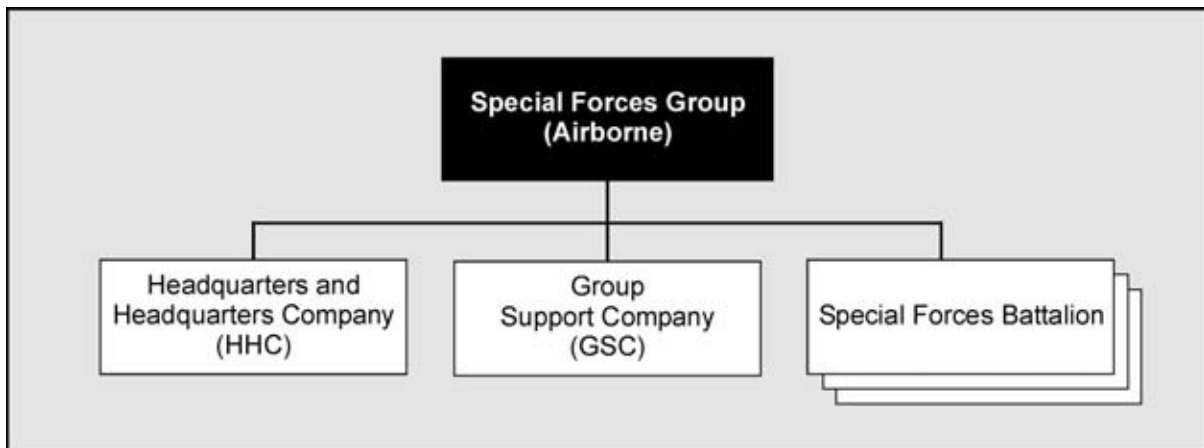 Special Forces Group
(Airborne)
Headquarters and
Headquarters Company
(HHC)
Group
Support Company
(GSC)
Special Forces Battalion